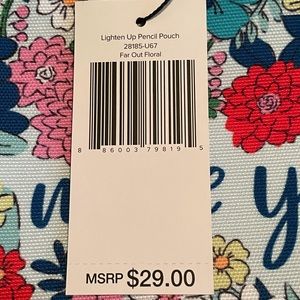 Lighten Up Pencil Pouch
28185-U67
Far Out Floral
8 86003 79819 5
MSRP $29.00